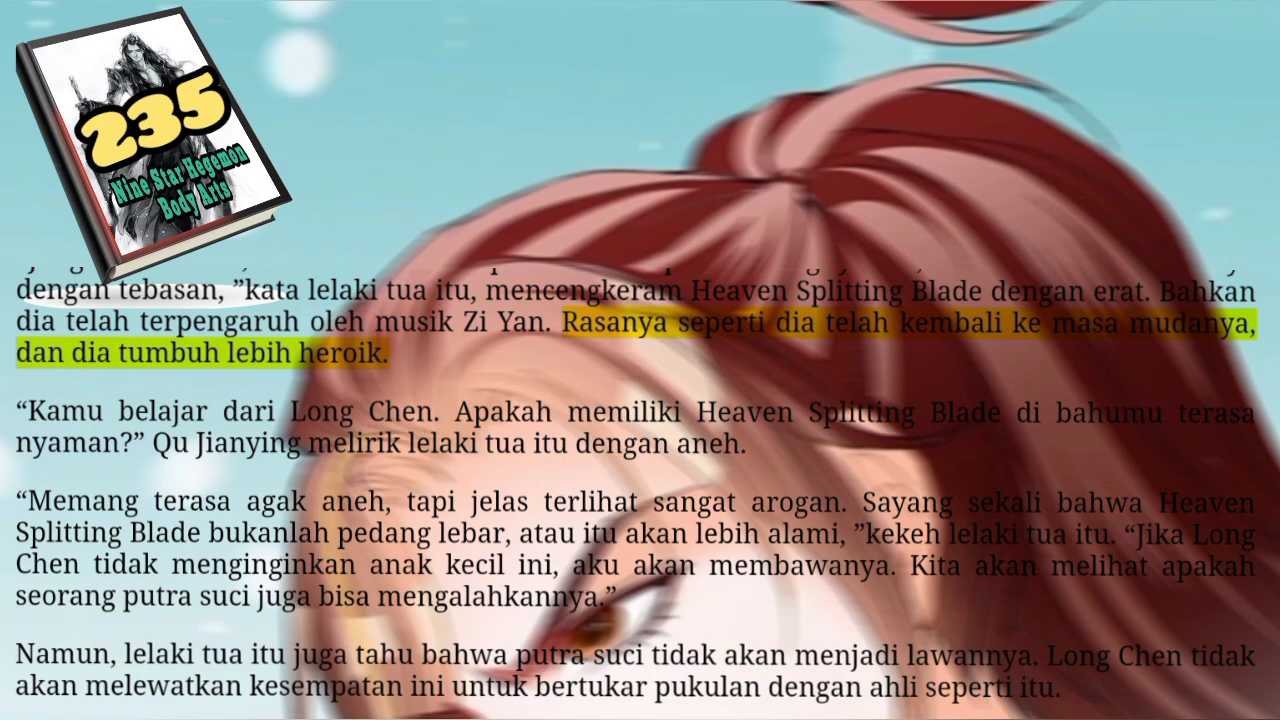 235
Nine Star Hegemon
Body Arts
dengan tebasan, ”kata lelaki tua itu, mencengkeram Heaven Splitting Blade dengan erat. Bahkan
dia telah terpengaruh oleh musik Zi Yan. Rasanya seperti dia telah kembali ke masa mudanya,
dan dia tumbuh lebih heroik.
“Kamu belajar dari Long Chen. Apakah memiliki Heaven Splitting Blade di bahumu terasa
nyaman?” Qu Jianying melirik lelaki tua itu dengan aneh.
“Memang terasa agak aneh, tapi jelas terlihat sangat arogan. Sayang sekali bahwa Heaven
Splitting Blade bukanlah pedang lebar, atau itu akan lebih alami, ”kekeh lelaki tua itu. “Jika Long
Chen tidak menginginkan anak kecil ini, aku akan membawanya. Kita akan melihat apakah
seorang putra suci juga bisa mengalahkannya.”
Namun, lelaki tua itu juga tahu bahwa putra suci tidak akan menjadi lawannya. Long Chen tidak
akan melewatkan kesempatan ini untuk bertukar pukulan dengan ahli seperti itu.